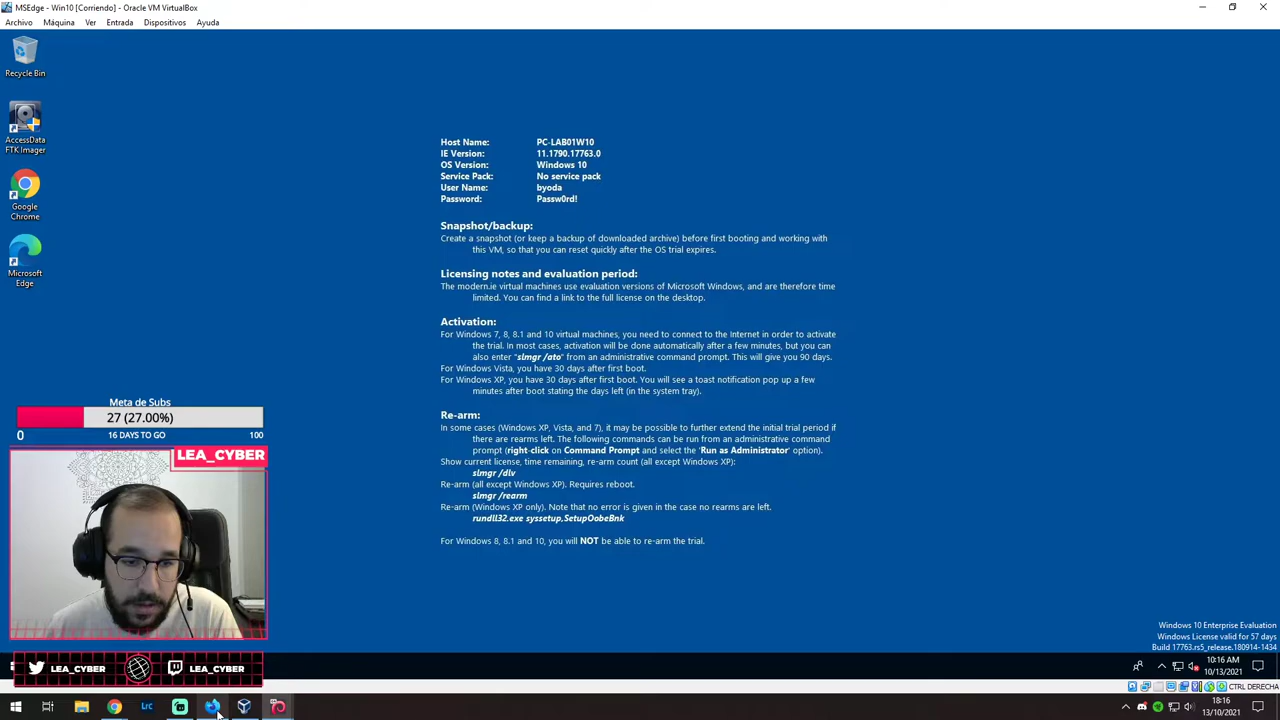 MSEdge - Win10 [Corriendo] - Oracle VM VirtualBox
Archivo Máquina Ver Entrada Dispositivos Ayuda
Recycle Bin
AccessData
FTK Imager
Google
Chrome
Microsoft
Edge
Host Name: PC-LAB01W10
IE Version: 11.1790.17763.0
OS Version: Windows 10
Service Pack: No service pack
User Name: byoda
Password: Passw0rd!
Snapshot/backup:
Create a snapshot (or keep a backup of downloaded archive) before first booting and working with
this VM, so that you can reset quickly after the OS trial expires.
Licensing notes and evaluation period:
The modern.ie virtual machines use evaluation versions of Microsoft Windows, and are therefore time
limited. You can find a link to the full license on the desktop.
Activation:
For Windows 7, 8, 8.1 and 10 virtual machines, you need to connect to the Internet in order to activate
the trial. In most cases, activation will be done automatically after a few minutes, but you can
also enter "slmgr /ato" from an administrative command prompt. This will give you 90 days.
For Windows Vista, you have 30 days after first boot.
For Windows XP, you have 30 days after first boot. You will see a toast notification pop up a few
minutes after boot stating the days left (in the system tray).
Re-arm:
In some cases (Windows XP, Vista, and 7), it may be possible to further extend the initial trial period if
there are rearms left. The following commands can be run from an administrative command
prompt (right-click on Command Prompt and select the 'Run as Administrator' option).
Show current license, time remaining, re-arm count (all except Windows XP):
slmgr /dlv
Re-arm (all except Windows XP). Requires reboot.
slmgr /rearm
Re-arm (Windows XP only). Note that no error is given in the case no rearms are left.
rundll32.exe syssetup,SetupOobeBnk
For Windows 8, 8.1 and 10, you will NOT be able to re-arm the trial.
Meta de Subs
27 (27.00%)
0 16 DAYS TO GO 100
LEA_CYBER
LEA_CYBER LEA_CYBER
Windows 10 Enterprise Evaluation
Windows License valid for 57 days
Build 17763.rs5_release.180914-1434
10:16 AM
10/13/2021
CTRL DERECHA
Lrc
18:16
13/10/2021